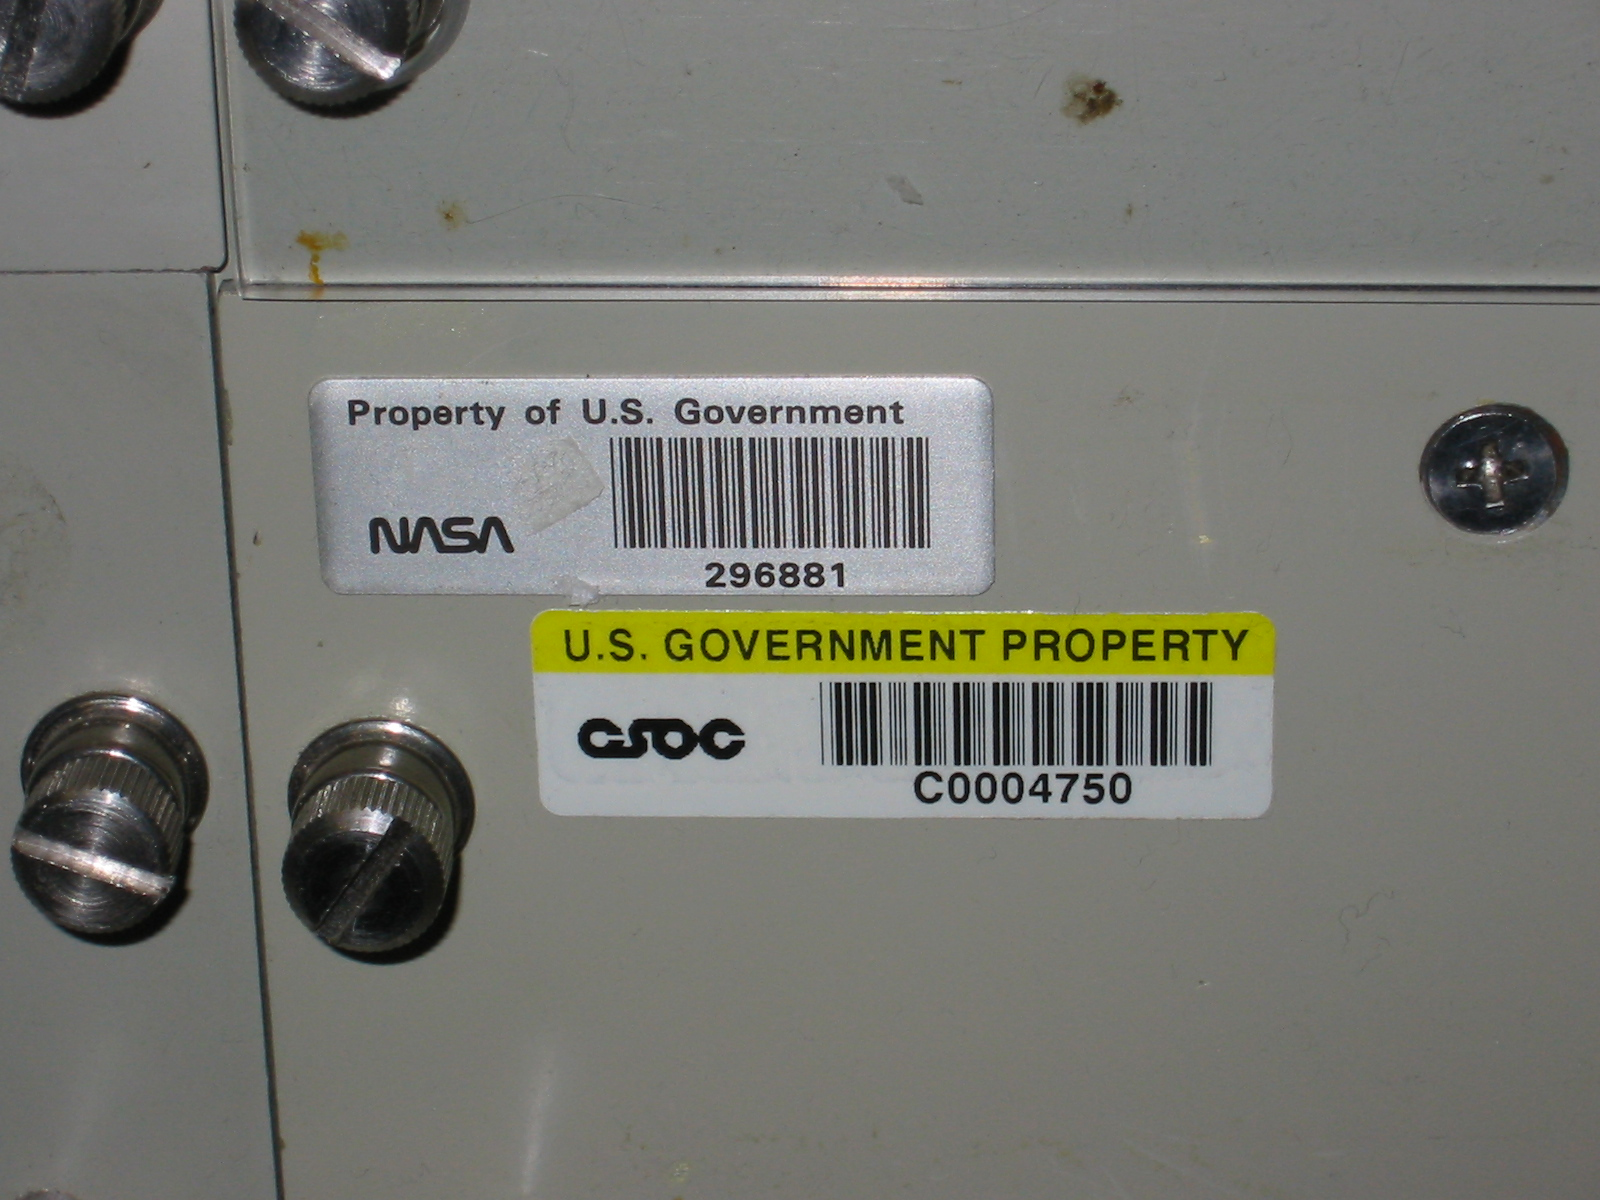 Property of U.S. Government
NASA
296881
U.S. GOVERNMENT PROPERTY
CSOC
C0004750